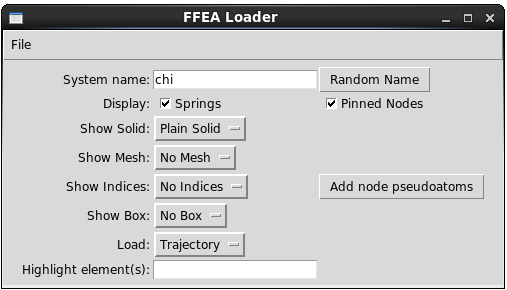 FFEA Loader
File
System name: chi Random Name
Display: Springs Pinned Nodes
Show Solid: Plain Solid
Show Mesh: No Mesh
Show Indices: No Indices Add node pseudoatoms
Show Box: No Box
Load: Trajectory
Highlight element(s):